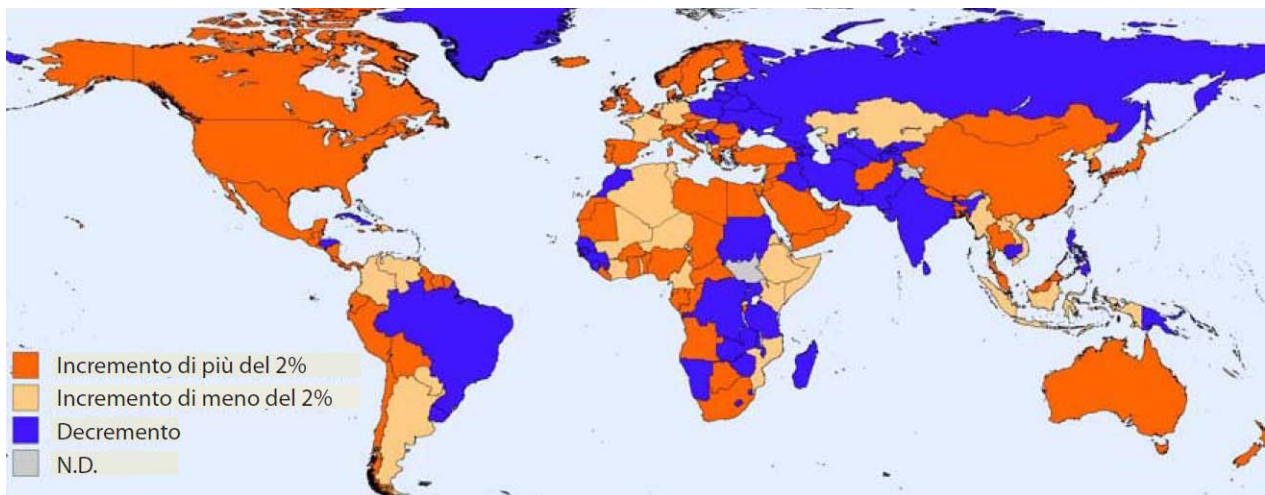 Incremento di più del 2%
Incremento di meno del 2%
Decremento
N.D.